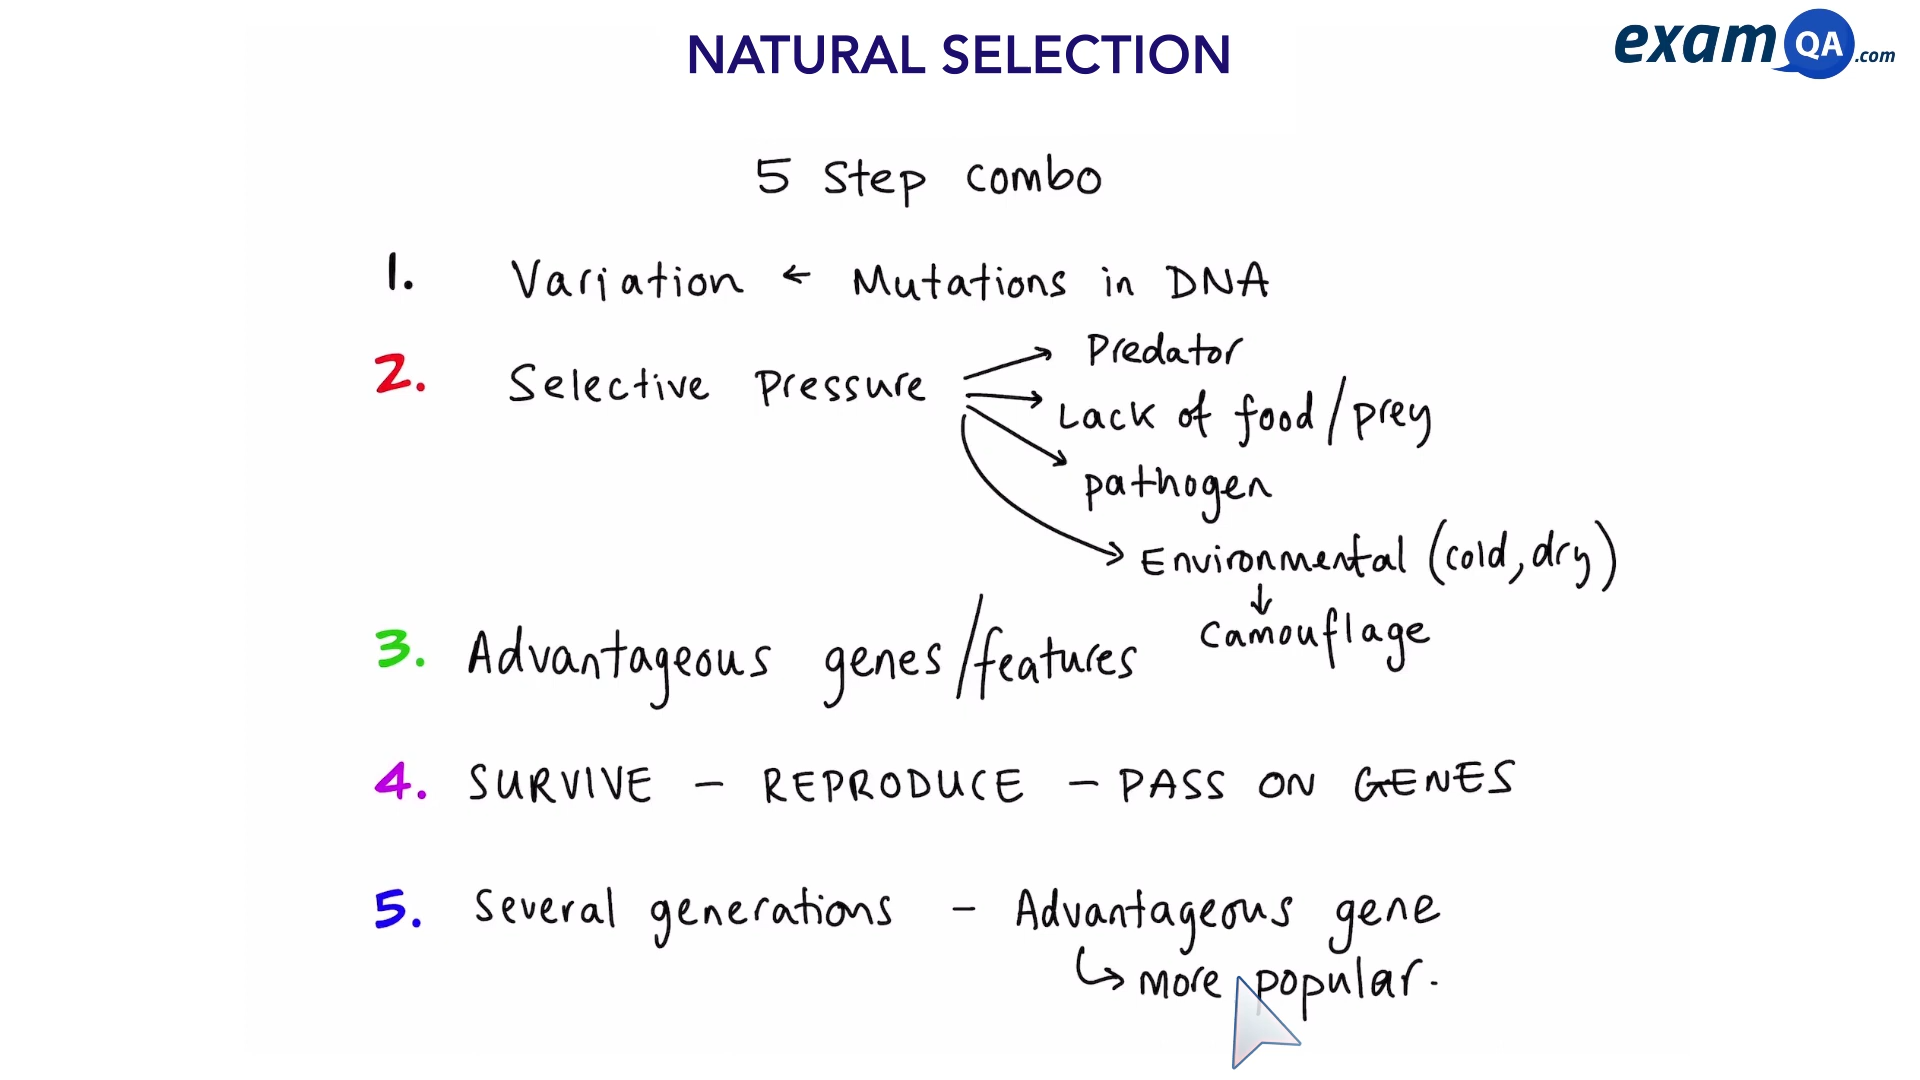 NATURAL SELECTION
examQA.com
5 Step combo
1. Variation ← Mutations in DNA
2. Selective Pressure
Predator
Lack of food/prey
pathogen
Environmental (cold, dry)
↓
camouflage
3. Advantageous genes/features
4. SURVIVE - REPRODUCE - PASS ON GENES
5. Several generations - Advantageous gene
↳ more popular.